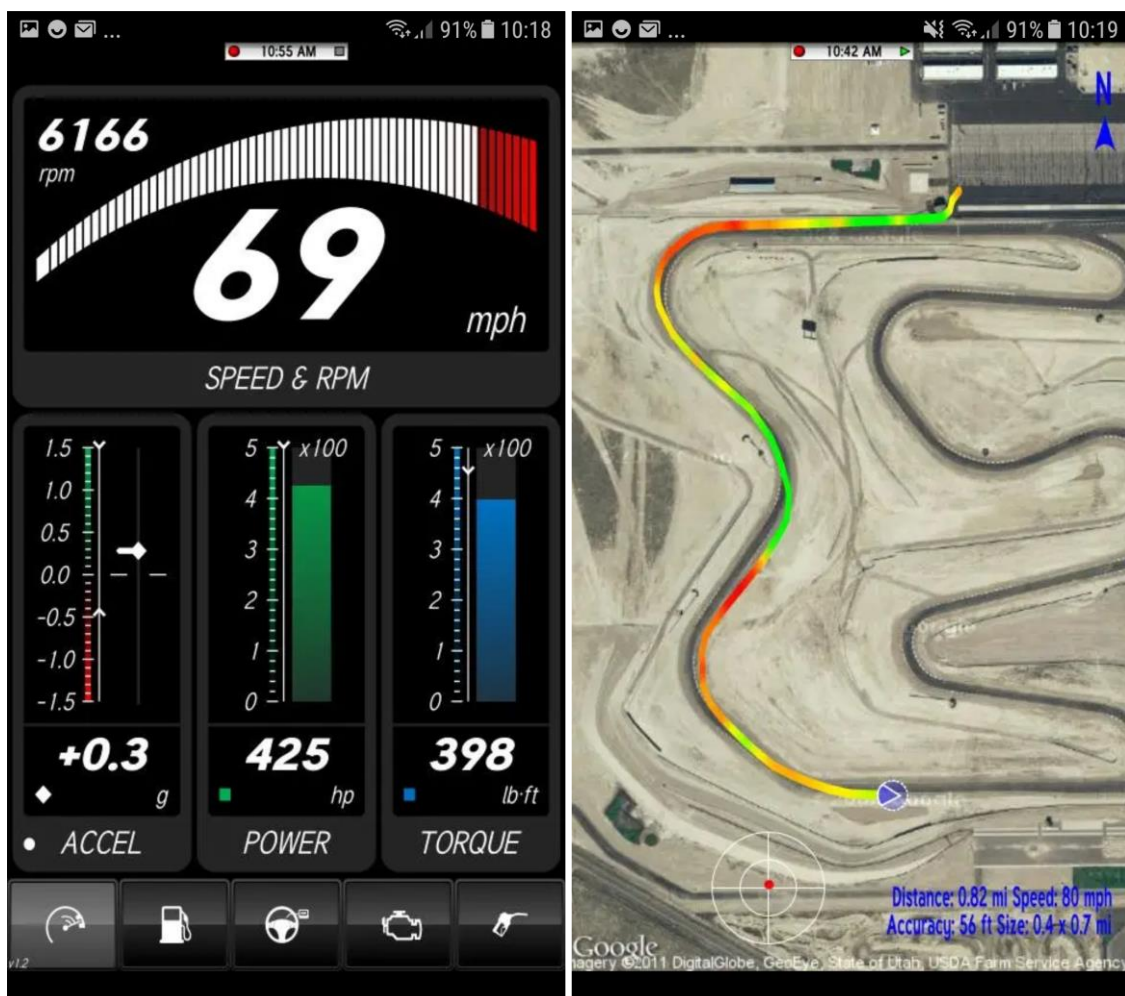 ... 91% 10:18
10:55 AM
6166
rpm
69
mph
SPEED & RPM
1.5
1.0
0.5
0.0
-0.5
-1.0
-1.5
+0.3
g
ACCEL
5 x100
4
3
2
1
0
425
hp
POWER
5 x100
4
3
2
1
0
398
lb·ft
TORQUE
v1.2
... 91% 10:19
10:42 AM
N
Distance: 0.82 mi Speed: 80 mph
Accuracy: 56 ft Size: 0.4 x 0.7 mi
Google
agery ©2011 DigitalGlobe, GeoEye, State of Utah, USDA Farm Service Agency